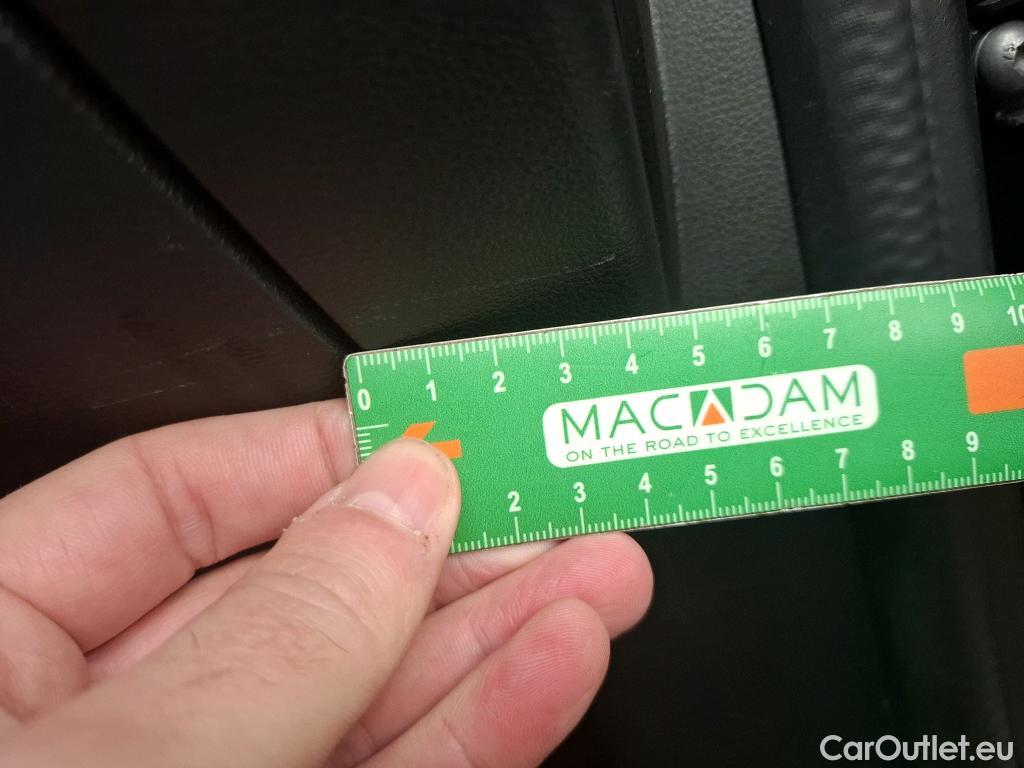 0 1 2 3 4 5 6 7 8 9 10
MACADAM
ON THE ROAD TO EXCELLENCE
2 3 4 5 6 7 8 9
CarOutlet.eu